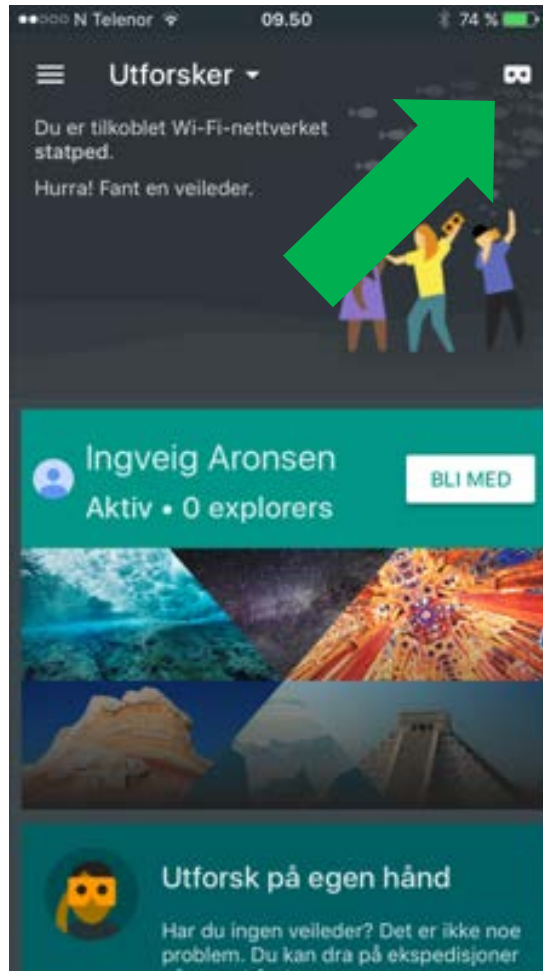 N Telenor 09.50 74 %
Utforsker
Du er tilkoblet Wi-Fi-nettverket
statped.
Hurra! Fant en veileder.
Ingveig Aronsen
Aktiv • 0 explorers
BLI MED
Utforsk på egen hånd
Har du ingen veileder? Det er ikke noe
problem. Du kan dra på ekspedisjoner